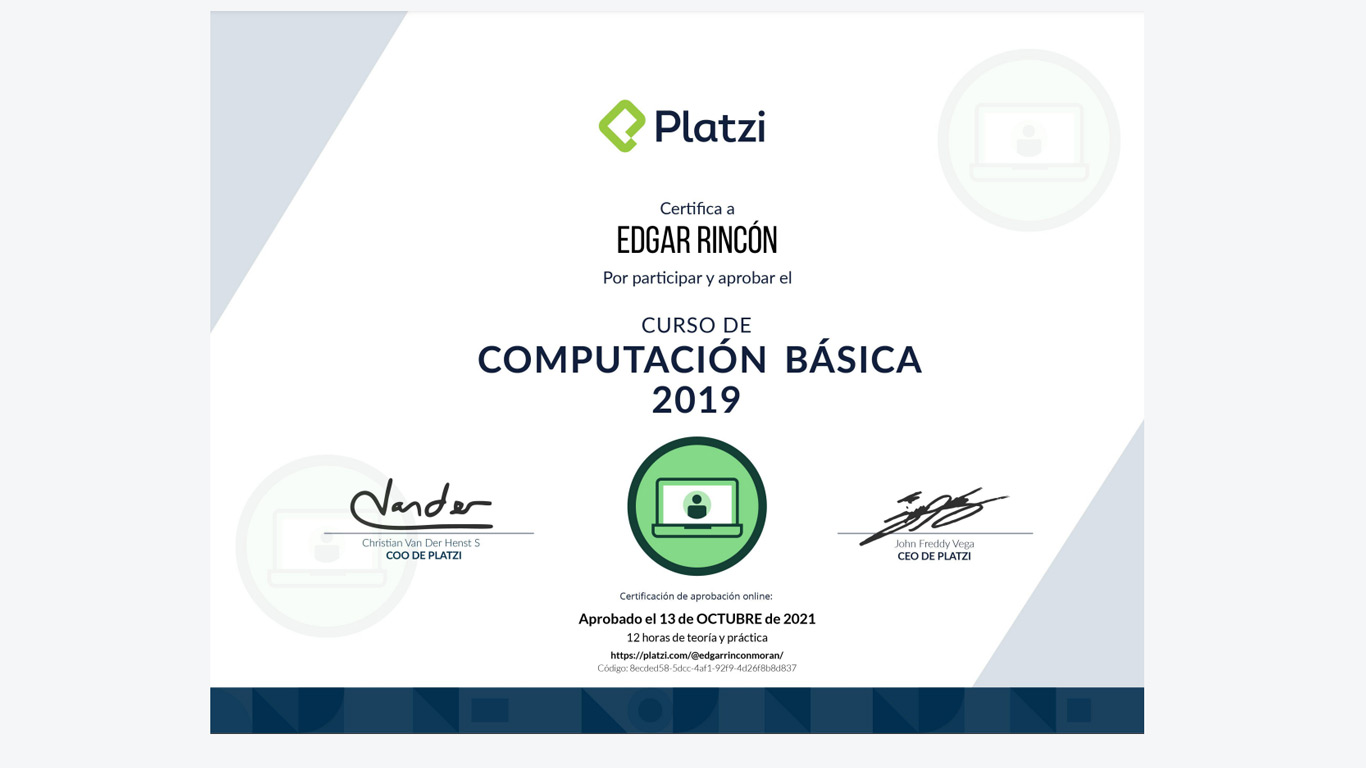 Platzi
Certifica a
EDGAR RINCÓN
Por participar y aprobar el
CURSO DE
COMPUTACIÓN BÁSICA
2019
Vander
Christian Van Der Henst S
COO DE PLATZI
John Freddy Vega
CEO DE PLATZI
Certificación de aprobación online:
Aprobado el 13 de OCTUBRE de 2021
12 horas de teoría y práctica
https://platzi.com/@edgarrinconmoran/
Código: 8ecded58-5dcc-4af1-92f9-4d26f8b8d837